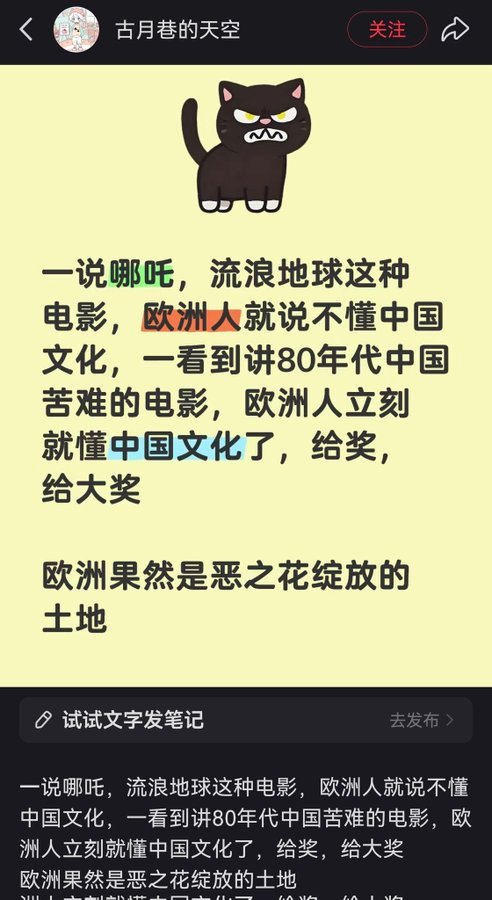 古月巷的天空
关注
一说哪吒，流浪地球这种
电影，欧洲人就说不懂中国
文化，一看到讲80年代中国
苦难的电影，欧洲人立刻
就懂中国文化了，给奖，
给大奖
欧洲果然是恶之花绽放的
土地
试试文字发笔记
去发布
一说哪吒，流浪地球这种电影，欧洲人就说不懂
中国文化，一看到讲80年代中国苦难的电影，欧
洲人立刻就懂中国文化了，给奖，给大奖
欧洲果然是恶之花绽放的土地